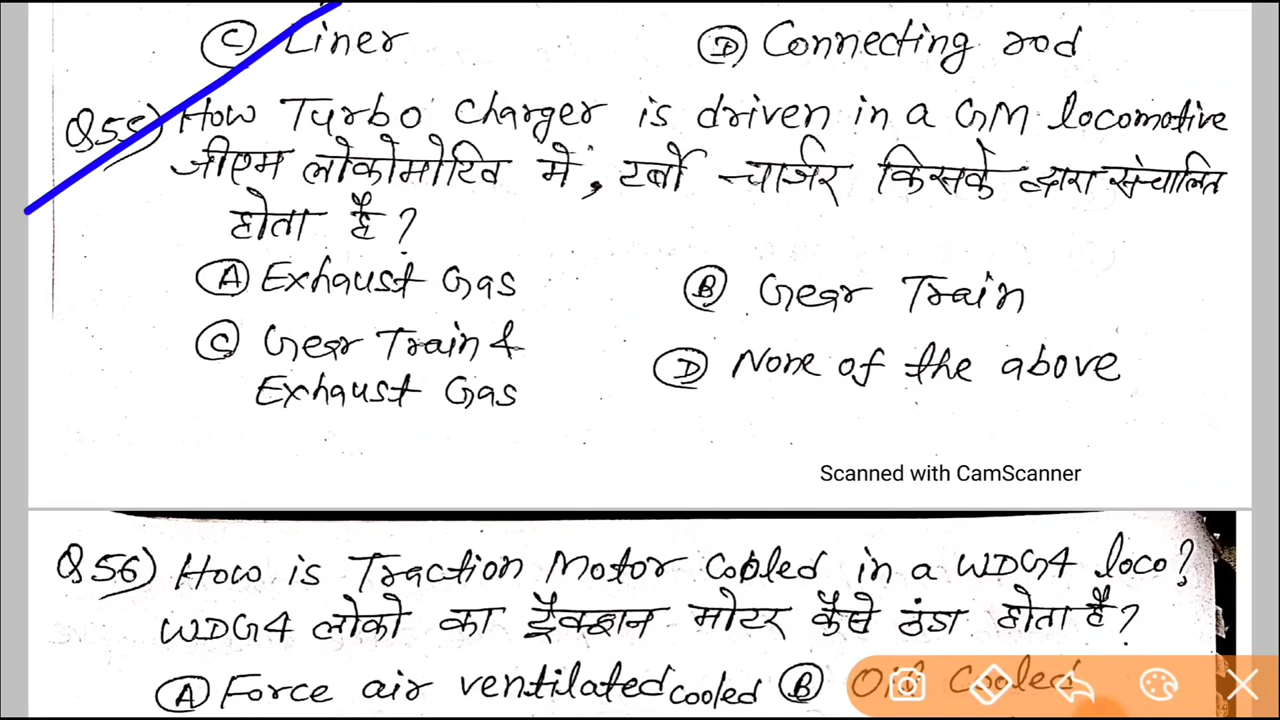 (C) Liner (D) Connecting rod
Q55) How Turbo Charger is driven in a GM locomotive
जीएम लोकोमोटिव में, टर्बो चार्जर किसके द्वारा संचालित
होता है?
(A) Exhaust Gas (B) Gear Train
(C) Gear Train &
Exhaust Gas (D) None of the above
Scanned with CamScanner
Q56) How is Traction Motor Cooled in a WDG4 loco?
WDG4 लोको का ट्रैक्शन मोटर कैसे ठंडा होता है?
(A) Force air ventilated cooled (B) Oil Cooled